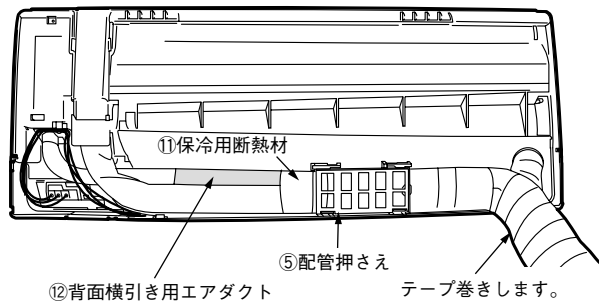 ⑪保冷用断熱材
⑤配管押さえ
⑫背面横引き用エアダクト
テープ巻きします。